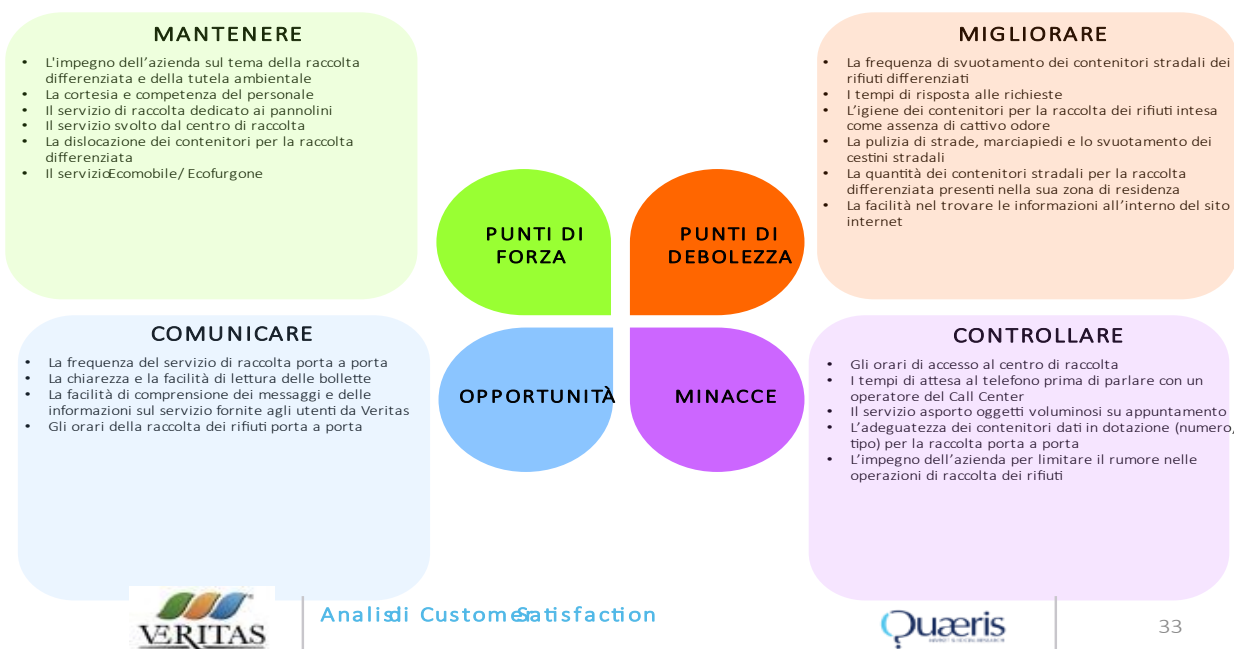 MANTENERE
• L'impegno dell’azienda sul tema della raccolta
differenziata e della tutela ambientale
• La cortesia e competenza del personale
• Il servizio di raccolta dedicato ai pannolini
• Il servizio svolto dal centro di raccolta
• La dislocazione dei contenitori per la raccolta
differenziata
• Il servizioEcomobile/ Ecofurgone
MIGLIORARE
• La frequenza di svuotamento dei contenitori stradali dei
rifiuti differenziati
• I tempi di risposta alle richieste
• L’igiene dei contenitori per la raccolta dei rifiuti intesa
come assenza di cattivo odore
• La pulizia di strade, marciapiedi e lo svuotamento dei
cestini stradali
• La quantità dei contenitori stradali per la raccolta
differenziata presenti nella sua zona di residenza
• La facilità nel trovare le informazioni all’interno del sito
internet
PUNTI DI
FORZA
PUNTI DI
DEBOLEZZA
OPPORTUNITÀ
MINACCE
COMUNICARE
• La frequenza del servizio di raccolta porta a porta
• La chiarezza e la facilità di lettura delle bollette
• La facilità di comprensione dei messaggi e delle
informazioni sul servizio fornite agli utenti da Veritas
• Gli orari della raccolta dei rifiuti porta a porta
CONTROLLARE
• Gli orari di accesso al centro di raccolta
• I tempi di attesa al telefono prima di parlare con un
operatore del Call Center
• Il servizio asporto oggetti voluminosi su appuntamento
• L’adeguatezza dei contenitori dati in dotazione (numero,
tipo) per la raccolta porta a porta
• L’impegno dell’azienda per limitare il rumore nelle
operazioni di raccolta dei rifiuti
VERITAS
Analisi di Customer Satisfaction
Quæris
33